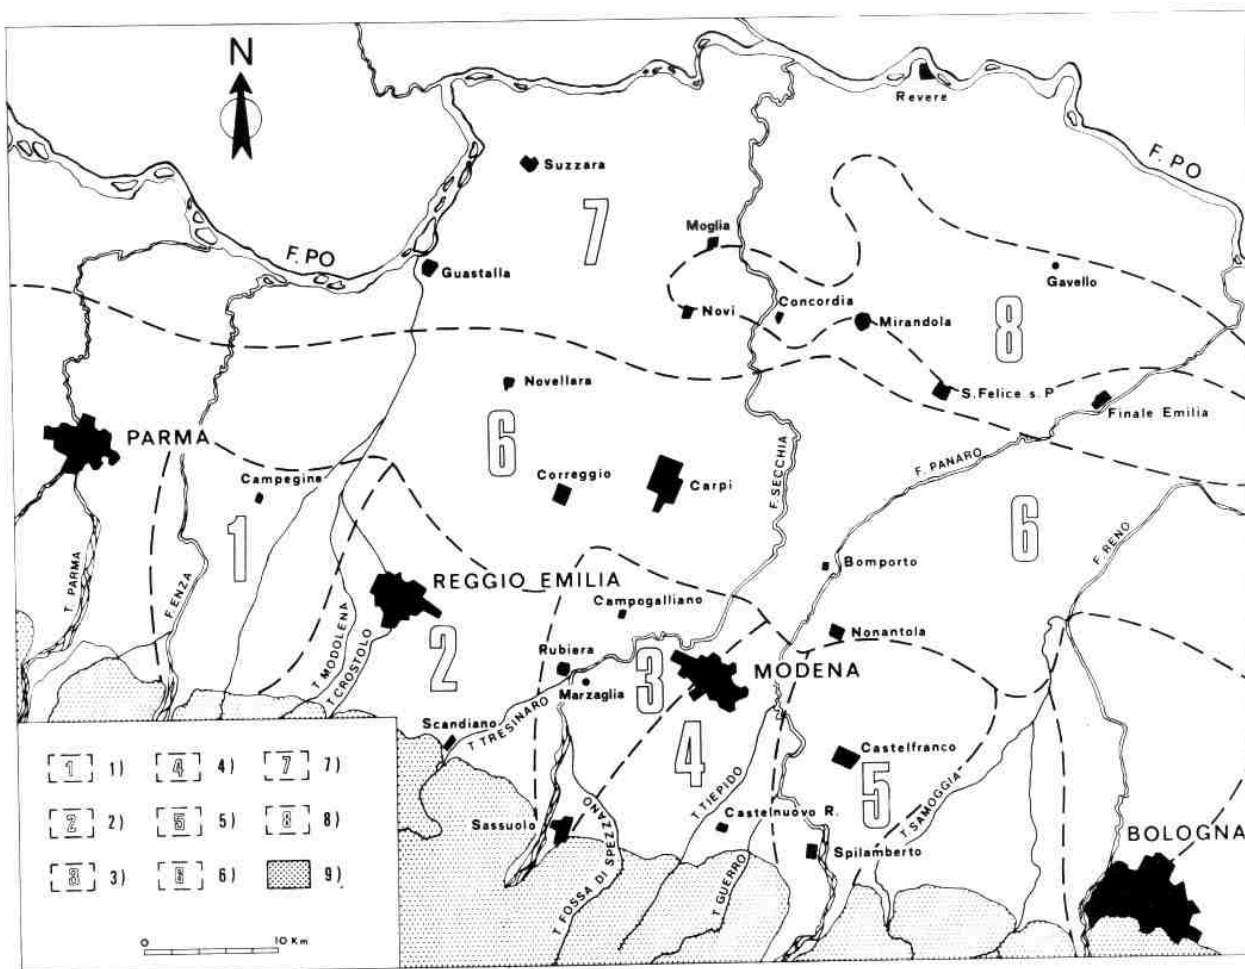 N
Revere
F. PO
Suzzara
7
Moglia
F. PO
Guastalla
Gavello
Novi
Concordia
Mirandola
8
Novellara
S.Felice s. P
Finale Emilia
PARMA
6
F. PANARO
Campegine
Correggio
Carpi
F. SECCHIA
1
6
F. RENO
T. PARMA
F. ENZA
REGGIO EMILIA
Bomporto
Campogalliano
T MODOLENA
T. CROSTOLO
2
Nonantola
Rubiera
3
MODENA
Marzaglia
Scandiano
T TRESINARO
4
Castelfranco
5
T. TIEPIDO
T. SAMOGGIA
Sassuolo
Castelnuovo R.
BOLOGNA
Spilamberto
T FOSSA DI SPEZZANO
T GUERRO
1 1) 4 4) 7 7)
2 2) 5 5) 8 8)
3 3) 6) 9)
0 10 Km